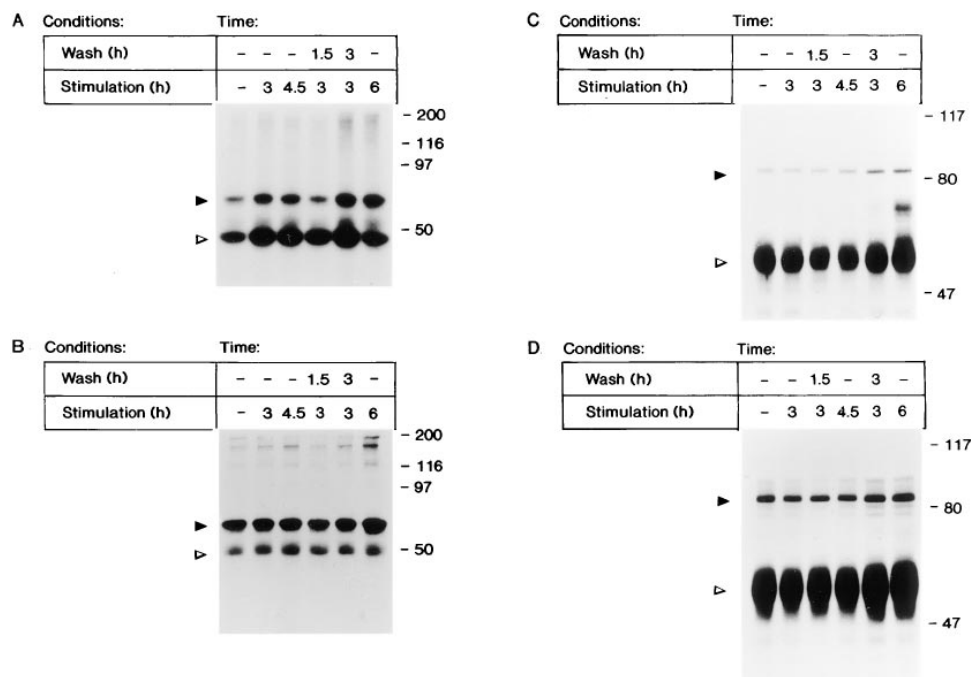 A Conditions: Time:
Wash (h) - - - 1.5 3 -
Stimulation (h) - 3 4.5 3 3 6
- 200
- 116
- 97
- 50
B Conditions: Time:
Wash (h) - - - 1.5 3 -
Stimulation (h) - 3 4.5 3 3 6
- 200
- 116
- 97
- 50
C Conditions: Time:
Wash (h) - - 1.5 - 3 -
Stimulation (h) - 3 3 4.5 3 6
- 117
- 80
- 47
D Conditions: Time:
Wash (h) - - 1.5 - 3 -
Stimulation (h) - 3 3 4.5 3 6
- 117
- 80
- 47